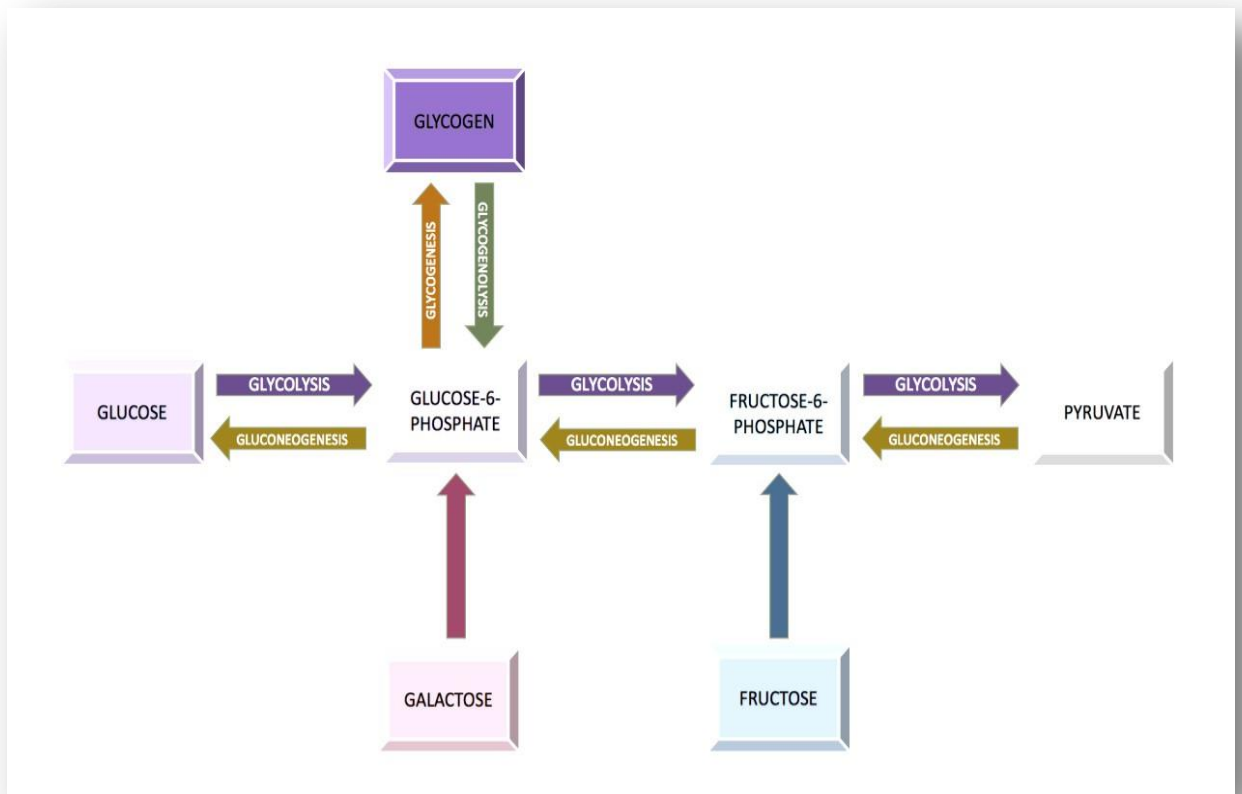 GLYCOGEN
GLYCOGENESIS
GLYCOGENOLYSIS
GLUCOSE
GLYCOLYSIS
GLUCONEOGENESIS
GLUCOSE-6-
PHOSPHATE
GLYCOLYSIS
GLUCONEOGENESIS
FRUCTOSE-6-
PHOSPHATE
GLYCOLYSIS
GLUCONEOGENESIS
PYRUVATE
GALACTOSE
FRUCTOSE